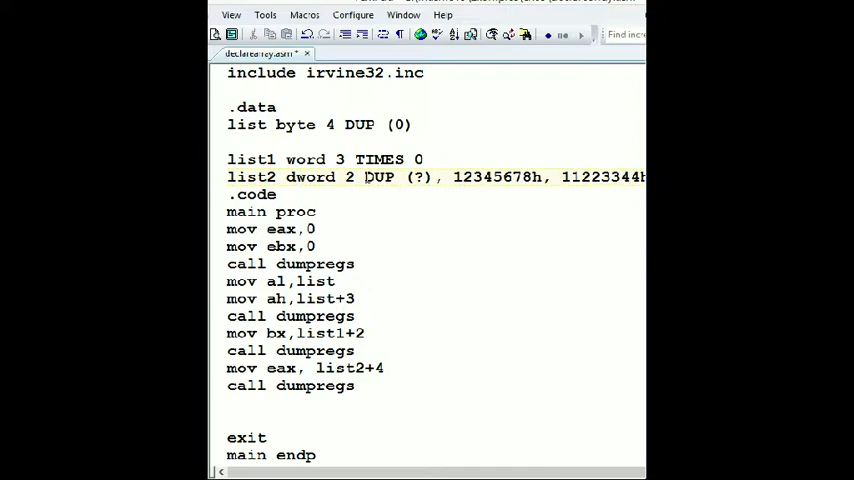 View Tools Macros Configure Window Help
Find incre
declarearray.asm *
include irvine32.inc
.data
list byte 4 DUP (0)
list1 word 3 TIMES 0
list2 dword 2 DUP (?), 12345678h, 11223344h
.code
main proc
mov eax,0
mov ebx,0
call dumpregs
mov al,list
mov ah,list+3
call dumpregs
mov bx,list1+2
call dumpregs
mov eax, list2+4
call dumpregs
exit
main endp